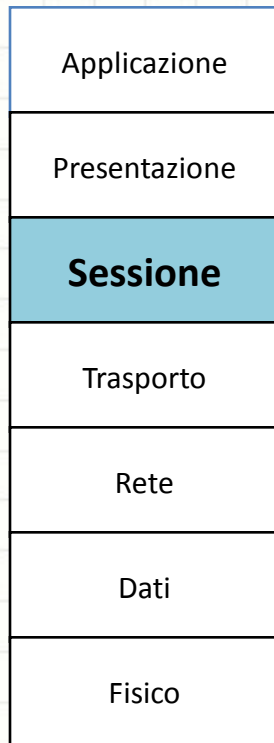 Applicazione
Presentazione
Sessione
Trasporto
Rete
Dati
Fisico